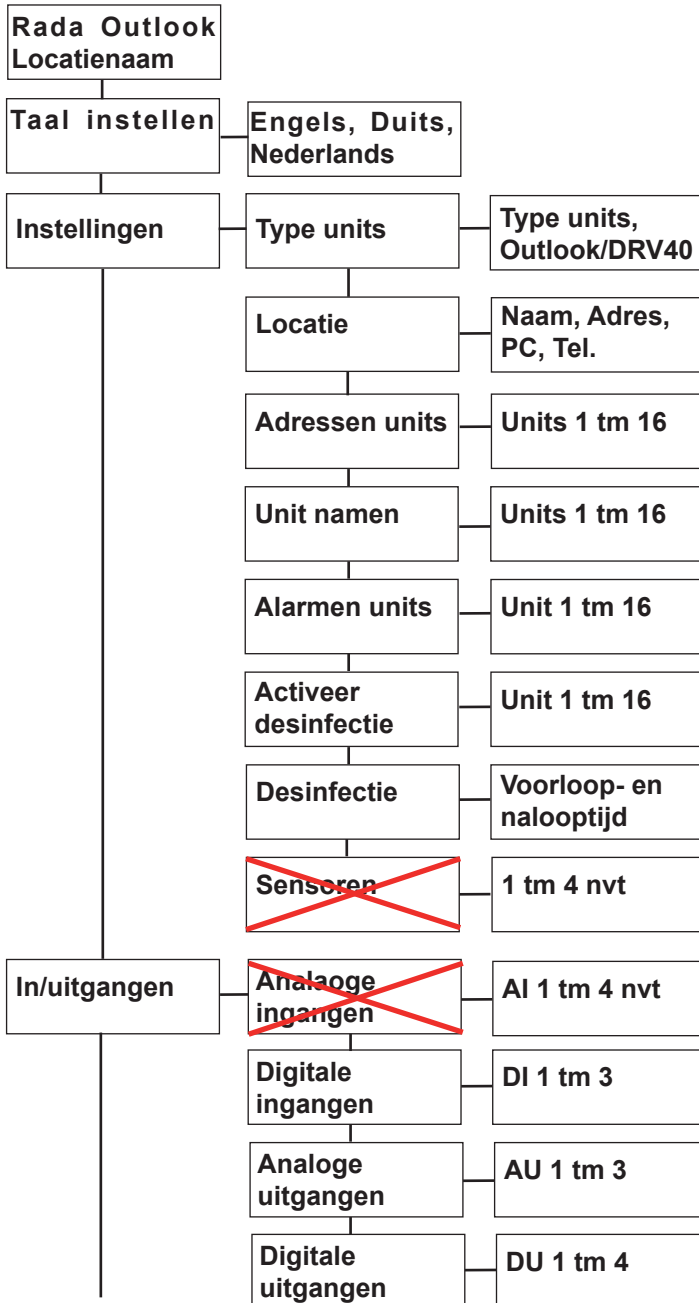 Rada Outlook
Locatienaam
Taal instellen
Engels, Duits,
Nederlands
Instellingen
Type units
Type units,
Outlook/DRV40
Locatie
Naam, Adres,
PC, Tel.
Adressen units
Units 1 tm 16
Unit namen
Units 1 tm 16
Alarmen units
Unit 1 tm 16
Activeer
desinfectie
Unit 1 tm 16
Desinfectie
Voorloop- en
nalooptijd
Sensoren
1 tm 4 nvt
In/uitgangen
Analaoge
ingangen
AI 1 tm 4 nvt
Digitale
ingangen
DI 1 tm 3
Analoge
uitgangen
AU 1 tm 3
Digitale
uitgangen
DU 1 tm 4